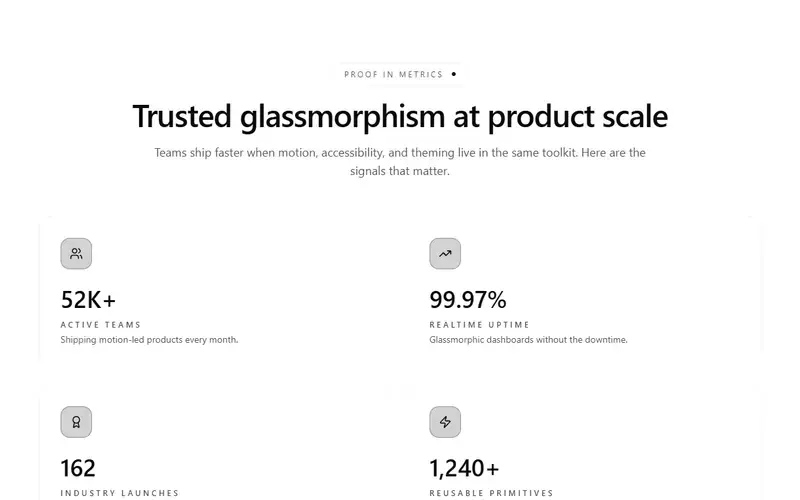 PROOF IN METRICS
Trusted glassmorphism at product scale
Teams ship faster when motion, accessibility, and theming live in the same toolkit. Here are the
signals that matter.
52K+
ACTIVE TEAMS
Shipping motion-led products every month.
99.97%
REALTIME UPTIME
Glassmorphic dashboards without the downtime.
162
INDUSTRY LAUNCHES
1,240+
REUSABLE PRIMITIVES